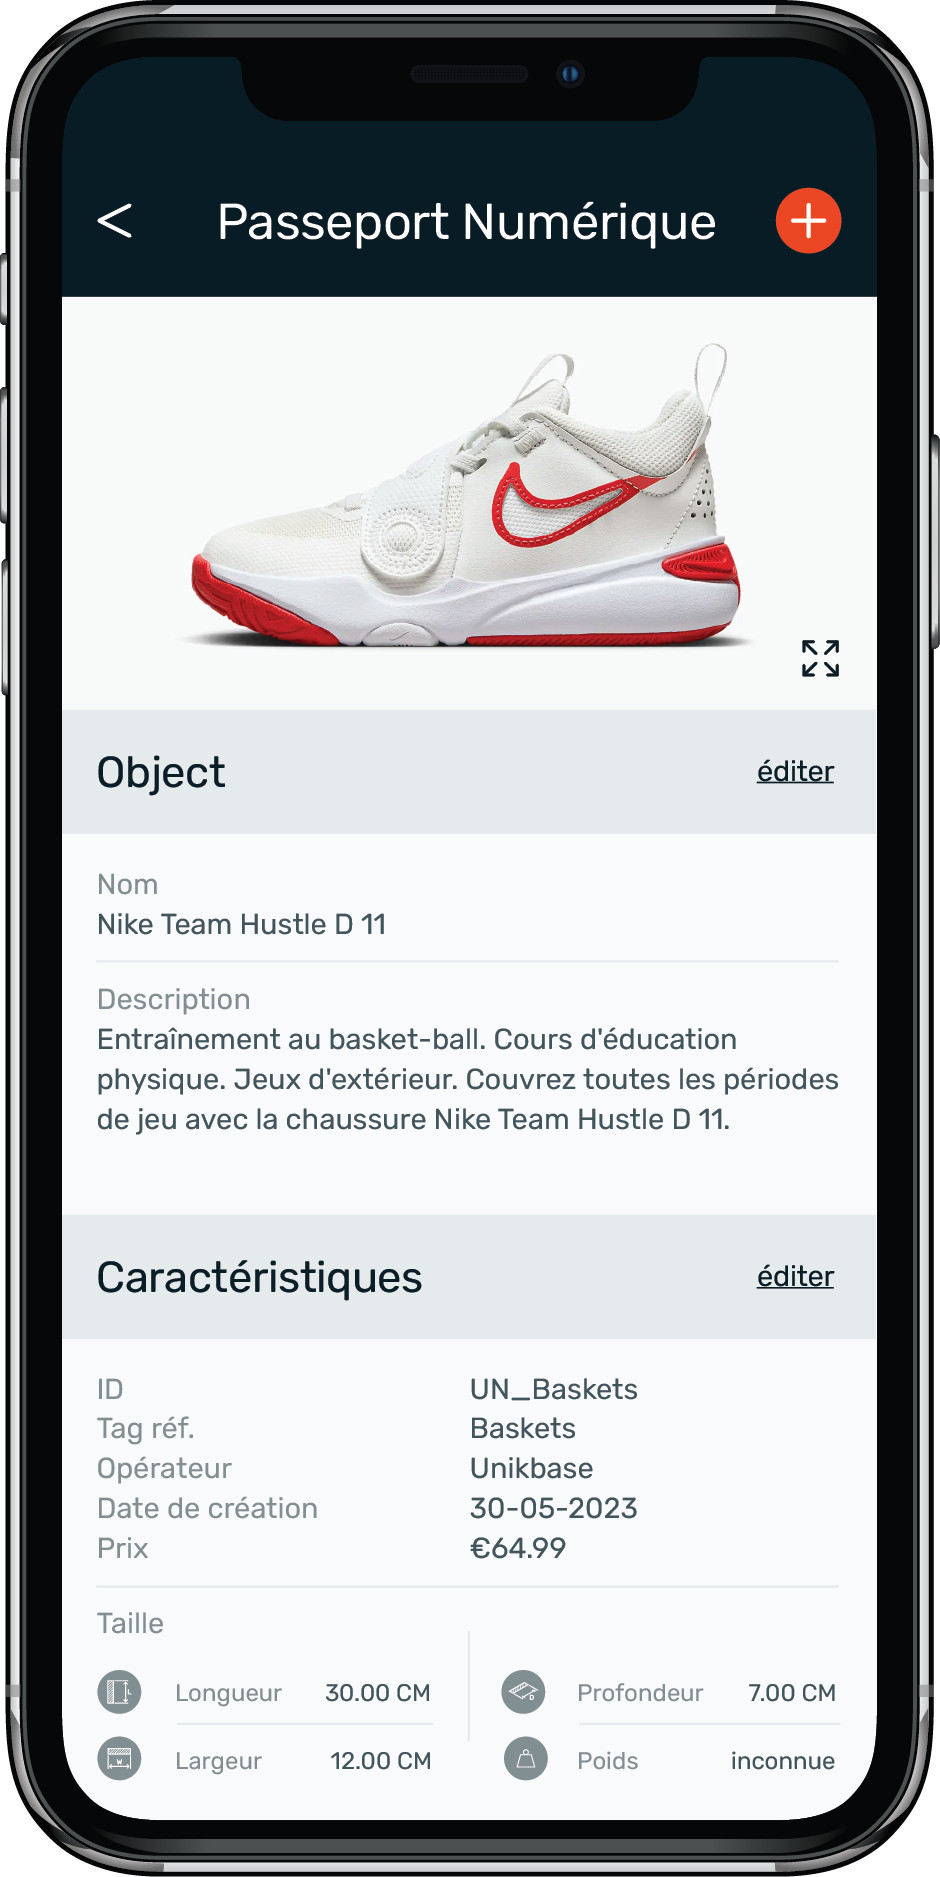 < Passeport Numérique +
Object éditer
Nom
Nike Team Hustle D 11
Description
Entraînement au basket-ball. Cours d'éducation
physique. Jeux d'extérieur. Couvrez toutes les périodes
de jeu avec la chaussure Nike Team Hustle D 11.
Caractéristiques éditer
ID UN_Baskets
Tag réf. Baskets
Opérateur Unikbase
Date de création 30-05-2023
Prix €64.99
Taille
L Longueur 30.00 CM D Profondeur 7.00 CM
W Largeur 12.00 CM Poids inconnue